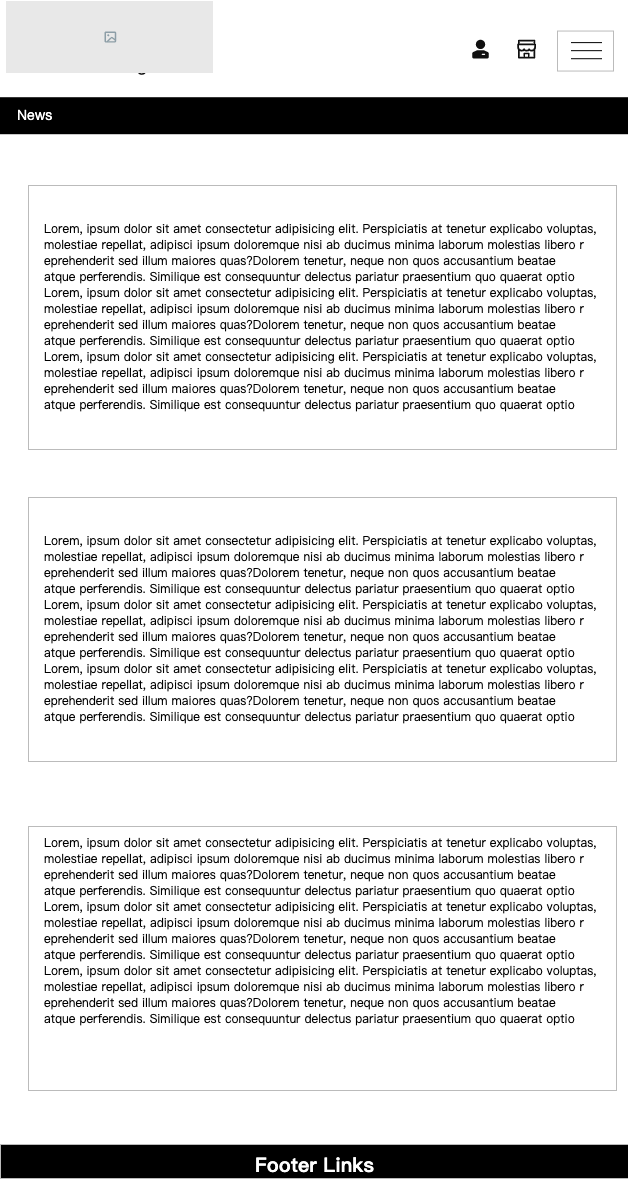 News
Lorem, ipsum dolor sit amet consectetur adipisicing elit. Perspiciatis at tenetur explicabo voluptas,
molestiae repellat, adipisci ipsum doloremque nisi ab ducimus minima laborum molestias libero r
eprehenderit sed illum maiores quas?Dolorem tenetur, neque non quos accusantium beatae
atque perferendis. Similique est consequuntur delectus pariatur praesentium quo quaerat optio
Lorem, ipsum dolor sit amet consectetur adipisicing elit. Perspiciatis at tenetur explicabo voluptas,
molestiae repellat, adipisci ipsum doloremque nisi ab ducimus minima laborum molestias libero r
eprehenderit sed illum maiores quas?Dolorem tenetur, neque non quos accusantium beatae
atque perferendis. Similique est consequuntur delectus pariatur praesentium quo quaerat optio
Lorem, ipsum dolor sit amet consectetur adipisicing elit. Perspiciatis at tenetur explicabo voluptas,
molestiae repellat, adipisci ipsum doloremque nisi ab ducimus minima laborum molestias libero r
eprehenderit sed illum maiores quas?Dolorem tenetur, neque non quos accusantium beatae
atque perferendis. Similique est consequuntur delectus pariatur praesentium quo quaerat optio
Lorem, ipsum dolor sit amet consectetur adipisicing elit. Perspiciatis at tenetur explicabo voluptas,
molestiae repellat, adipisci ipsum doloremque nisi ab ducimus minima laborum molestias libero r
eprehenderit sed illum maiores quas?Dolorem tenetur, neque non quos accusantium beatae
atque perferendis. Similique est consequuntur delectus pariatur praesentium quo quaerat optio
Lorem, ipsum dolor sit amet consectetur adipisicing elit. Perspiciatis at tenetur explicabo voluptas,
molestiae repellat, adipisci ipsum doloremque nisi ab ducimus minima laborum molestias libero r
eprehenderit sed illum maiores quas?Dolorem tenetur, neque non quos accusantium beatae
atque perferendis. Similique est consequuntur delectus pariatur praesentium quo quaerat optio
Lorem, ipsum dolor sit amet consectetur adipisicing elit. Perspiciatis at tenetur explicabo voluptas,
molestiae repellat, adipisci ipsum doloremque nisi ab ducimus minima laborum molestias libero r
eprehenderit sed illum maiores quas?Dolorem tenetur, neque non quos accusantium beatae
atque perferendis. Similique est consequuntur delectus pariatur praesentium quo quaerat optio
Lorem, ipsum dolor sit amet consectetur adipisicing elit. Perspiciatis at tenetur explicabo voluptas,
molestiae repellat, adipisci ipsum doloremque nisi ab ducimus minima laborum molestias libero r
eprehenderit sed illum maiores quas?Dolorem tenetur, neque non quos accusantium beatae
atque perferendis. Similique est consequuntur delectus pariatur praesentium quo quaerat optio
Lorem, ipsum dolor sit amet consectetur adipisicing elit. Perspiciatis at tenetur explicabo voluptas,
molestiae repellat, adipisci ipsum doloremque nisi ab ducimus minima laborum molestias libero r
eprehenderit sed illum maiores quas?Dolorem tenetur, neque non quos accusantium beatae
atque perferendis. Similique est consequuntur delectus pariatur praesentium quo quaerat optio
Lorem, ipsum dolor sit amet consectetur adipisicing elit. Perspiciatis at tenetur explicabo voluptas,
molestiae repellat, adipisci ipsum doloremque nisi ab ducimus minima laborum molestias libero r
eprehenderit sed illum maiores quas?Dolorem tenetur, neque non quos accusantium beatae
atque perferendis. Similique est consequuntur delectus pariatur praesentium quo quaerat optio
Footer Links